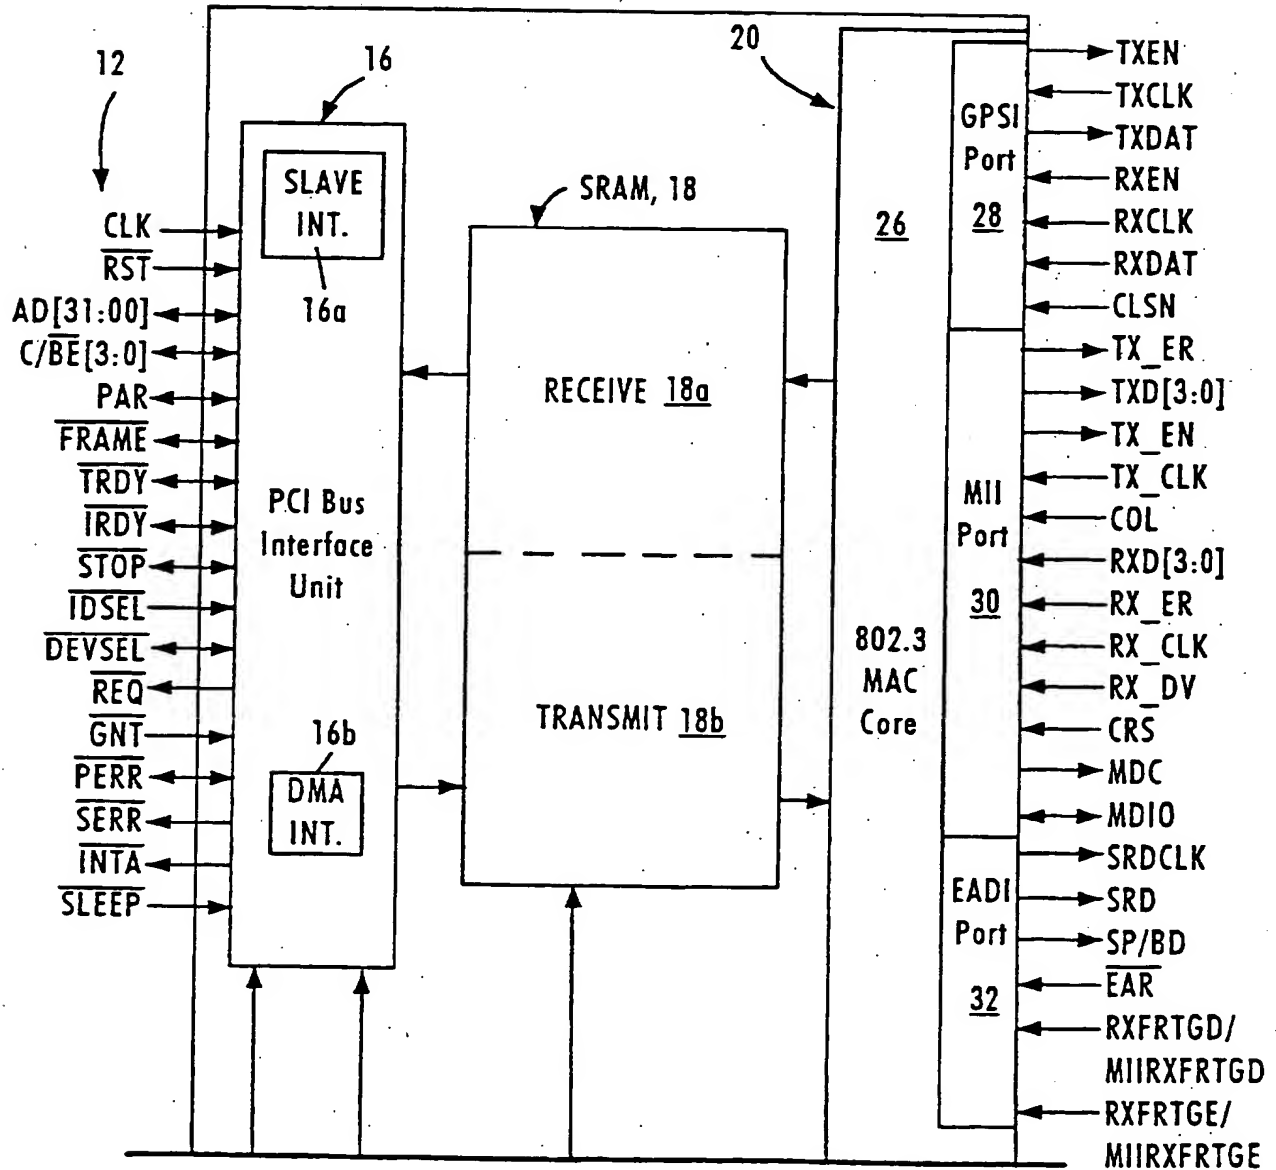 12
16
20
SLAVE
INT.
16a
SRAM, 18
RECEIVE 18a
TRANSMIT 18b
PCI Bus
Interface
Unit
16b
DMA
INT.
26
802.3
MAC
Core
GPSI
Port
28
MII
Port
30
EADI
Port
32
CLK
RST
AD[31:00]
C/BE[3:0]
PAR
FRAME
TRDY
IRDY
STOP
IDSEL
DEVSEL
REQ
GNT
PERR
SERR
INTA
SLEEP
TXEN
TXCLK
TXDAT
RXEN
RXCLK
RXDAT
CLSN
TX_ER
TXD[3:0]
TX_EN
TX_CLK
COL
RXD[3:0]
RX_ER
RX_CLK
RX_DV
CRS
MDC
MDIO
SRDCLK
SRD
SP/BD
EAR
RXFRTGD/
MIIRXFRTGD
RXFRTGE/
MIIRXFRTGE